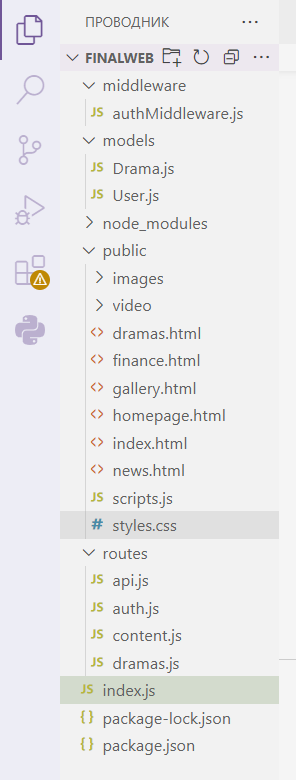 ПРОВОДНИК
FINALWEB
middleware
JS authMiddleware.js
models
JS Drama.js
JS User.js
node_modules
public
images
video
<> dramas.html
<> finance.html
<> gallery.html
<> homepage.html
<> index.html
<> news.html
JS scripts.js
# styles.css
routes
JS api.js
JS auth.js
JS content.js
JS dramas.js
JS index.js
{} package-lock.json
{} package.json